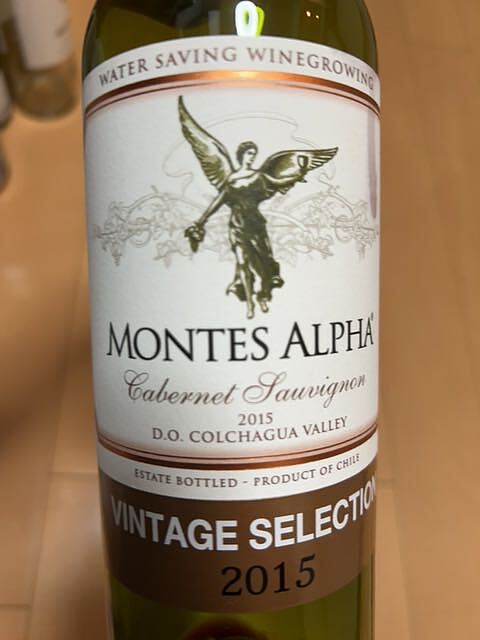 WATER SAVING WINEGROWING
MONTES ALPHA®
Cabernet Sauvignon
2015
D.O. COLCHAGUA VALLEY
ESTATE BOTTLED - PRODUCT OF CHILE
VINTAGE SELECTION
2015